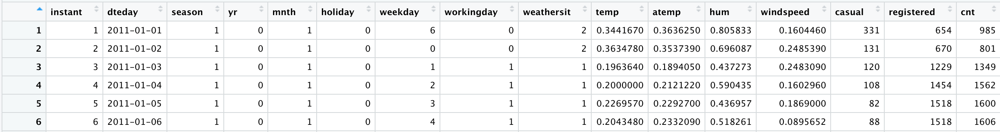 instant dteday season yr mnth holiday weekday workingday weathersit temp atemp hum windspeed casual registered cnt
1 1 2011-01-01 1 0 1 0 6 0 2 0.3441670 0.3636250 0.805833 0.1604460 331 654 985
2 2 2011-01-02 1 0 1 0 0 0 2 0.3634780 0.3537390 0.696087 0.2485390 131 670 801
3 3 2011-01-03 1 0 1 0 1 1 1 0.1963640 0.1894050 0.437273 0.2483090 120 1229 1349
4 4 2011-01-04 1 0 1 0 2 1 1 0.2000000 0.2121220 0.590435 0.1602960 108 1454 1562
5 5 2011-01-05 1 0 1 0 3 1 1 0.2269570 0.2292700 0.436957 0.1869000 82 1518 1600
6 6 2011-01-06 1 0 1 0 4 1 1 0.2043480 0.2332090 0.518261 0.0895652 88 1518 1606